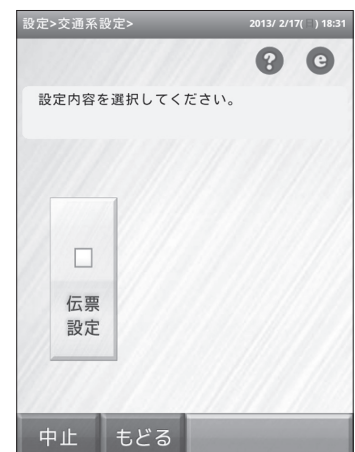 設定>交通系設定>
2013/ 2/17( ) 18:31
?
e
設定内容を選択してください。
伝票
設定
中止
もどる